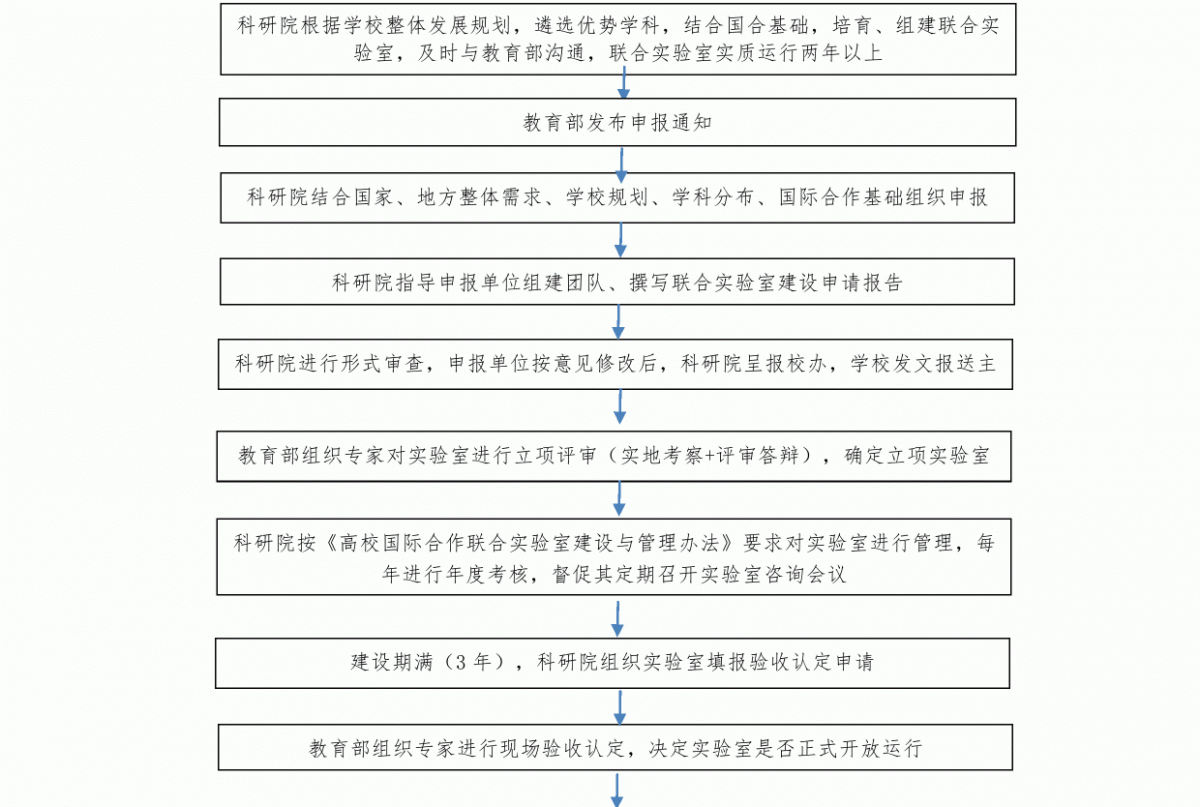 科研院根据学校整体发展规划，遴选优势学科，结合国合基础，培育、组建联合实
验室，及时与教育部沟通，联合实验室实质运行两年以上
教育部发布申报通知
科研院结合国家、地方整体需求、学校规划、学科分布、国际合作基础组织申报
科研院指导申报单位组建团队、撰写联合实验室建设申请报告
科研院进行形式审查，申报单位按意见修改后，科研院呈报校办，学校发文报送主
教育部组织专家对实验室进行立项评审（实地考察+评审答辩），确定立项实验室
科研院按《高校国际合作联合实验室建设与管理办法》要求对实验室进行管理，每
年进行年度考核，督促其定期召开实验室咨询会议
建设期满（3 年），科研院组织实验室填报验收认定申请
教育部组织专家进行现场验收认定，决定实验室是否正式开放运行